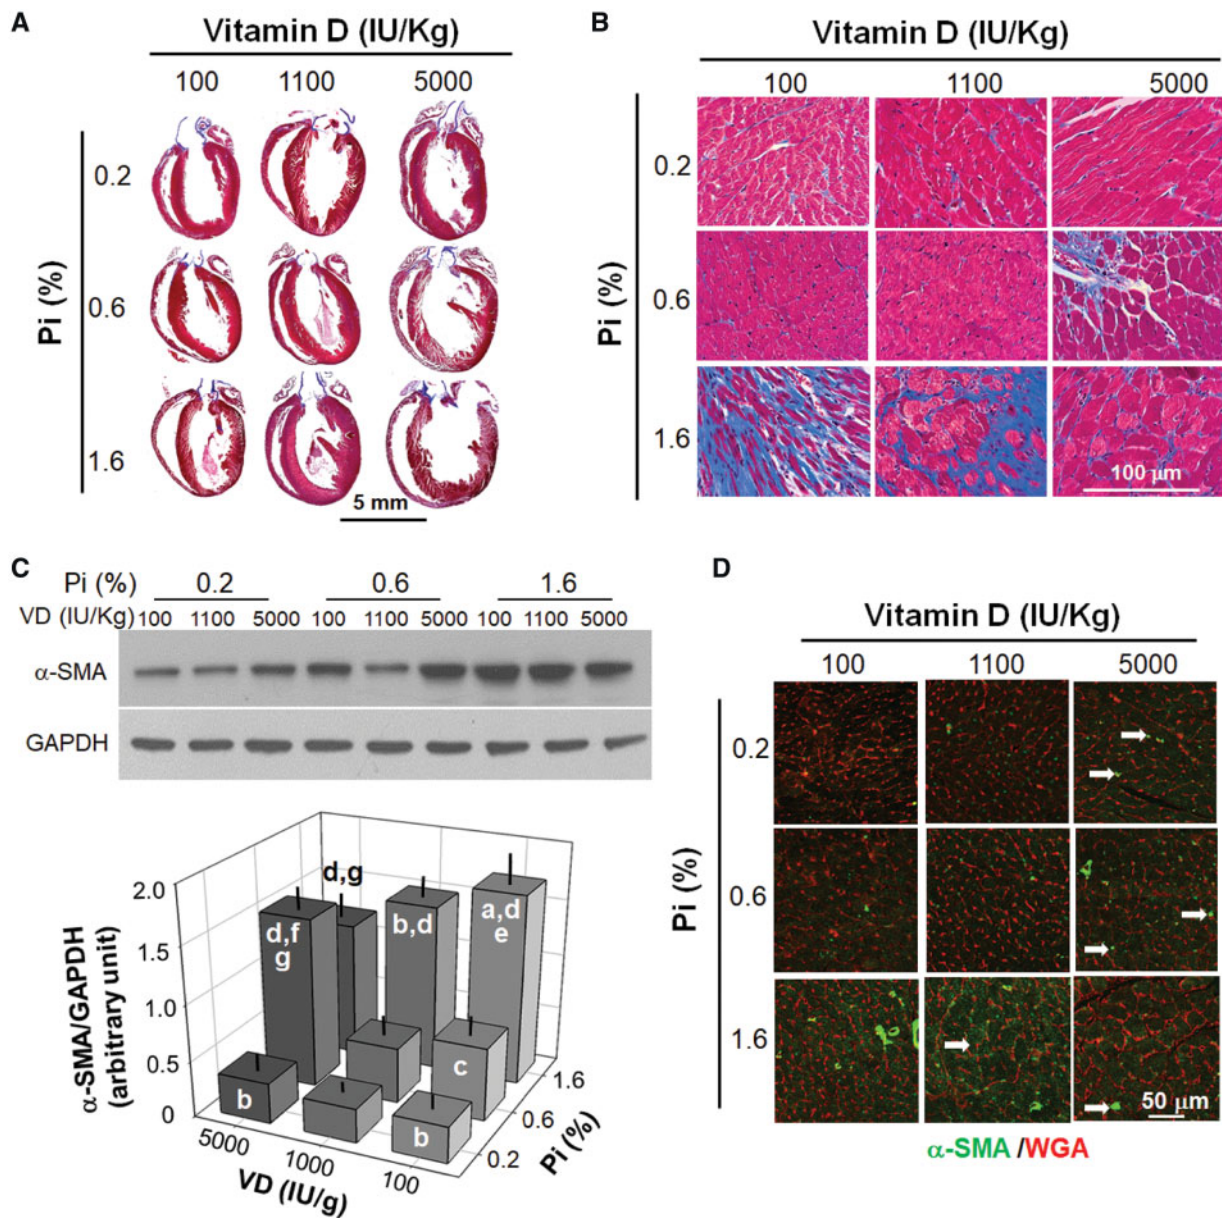 A
Vitamin D (IU/Kg)
100 1100 5000
Pi (%)
0.2
0.6
1.6
5 mm
B
Vitamin D (IU/Kg)
100 1100 5000
Pi (%)
0.2
0.6
1.6
100 µm
C
Pi (%) 0.2 0.6 1.6
VD (IU/Kg) 100 1100 5000 100 1100 5000 100 1100 5000
α-SMA
GAPDH
α-SMA/GAPDH
(arbitrary unit)
2.0
1.5
1.0
0.5
0
d,g
d,f
g
b,d
a,d
e
b
c
b
5000
1000
100
VD (IU/g)
1.6
0.6
0.2
Pi (%)
D
Vitamin D (IU/Kg)
100 1100 5000
Pi (%)
0.2
0.6
1.6
50 µm
α-SMA /WGA